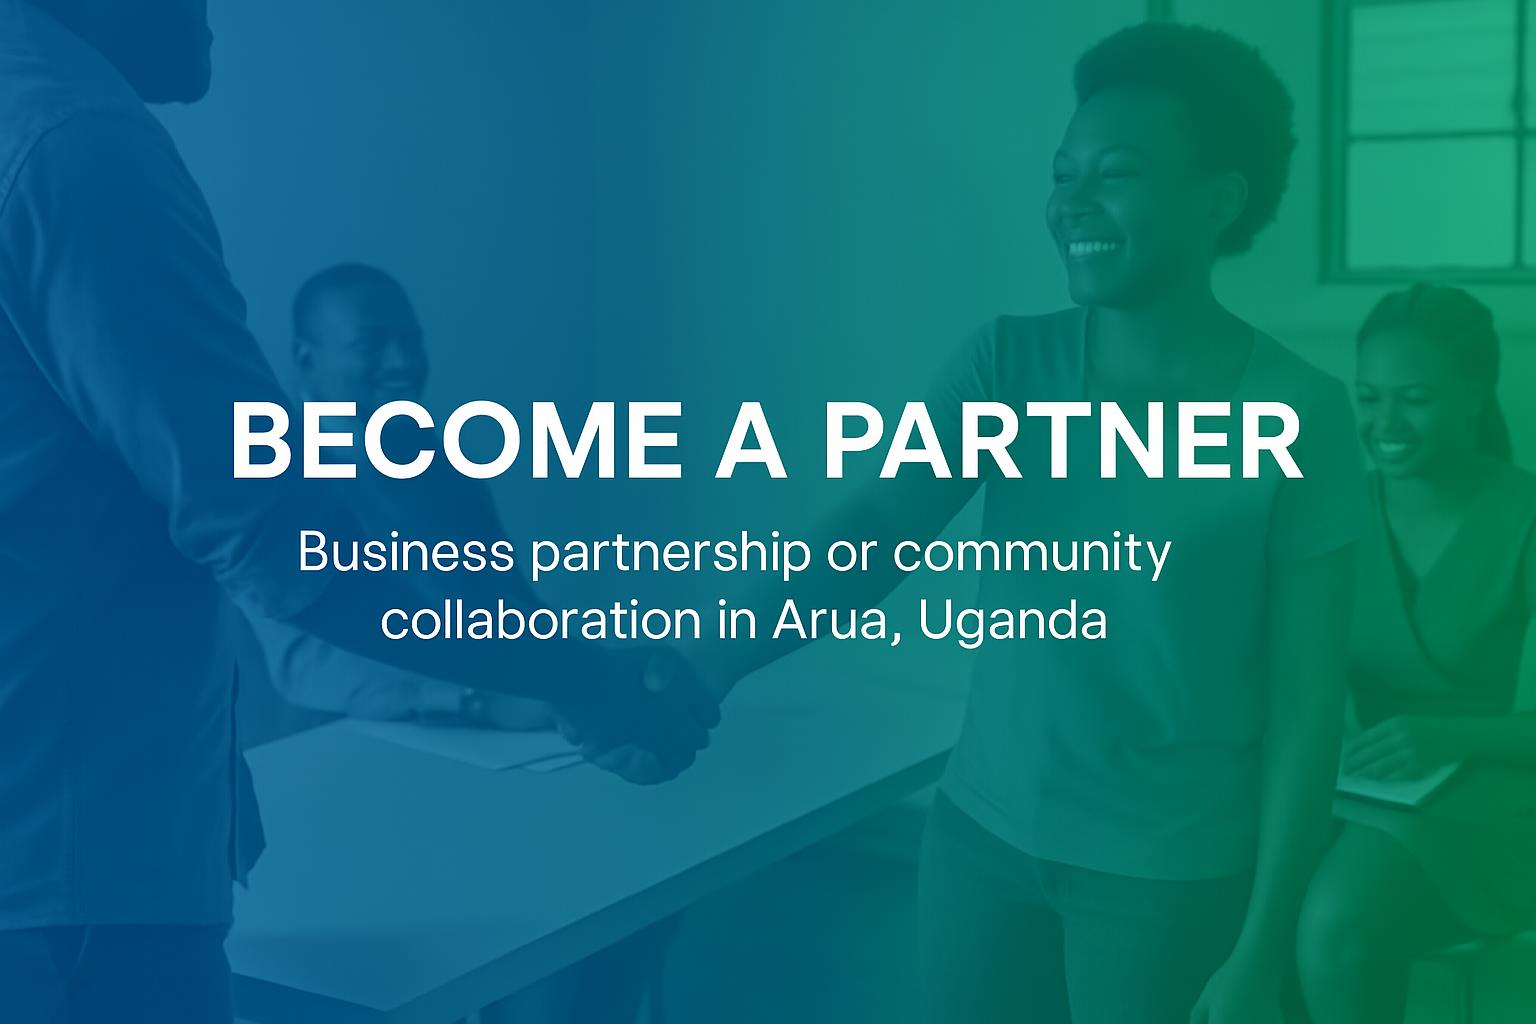 BECOME A PARTNER
Business partnership or community
collaboration in Arua, Uganda